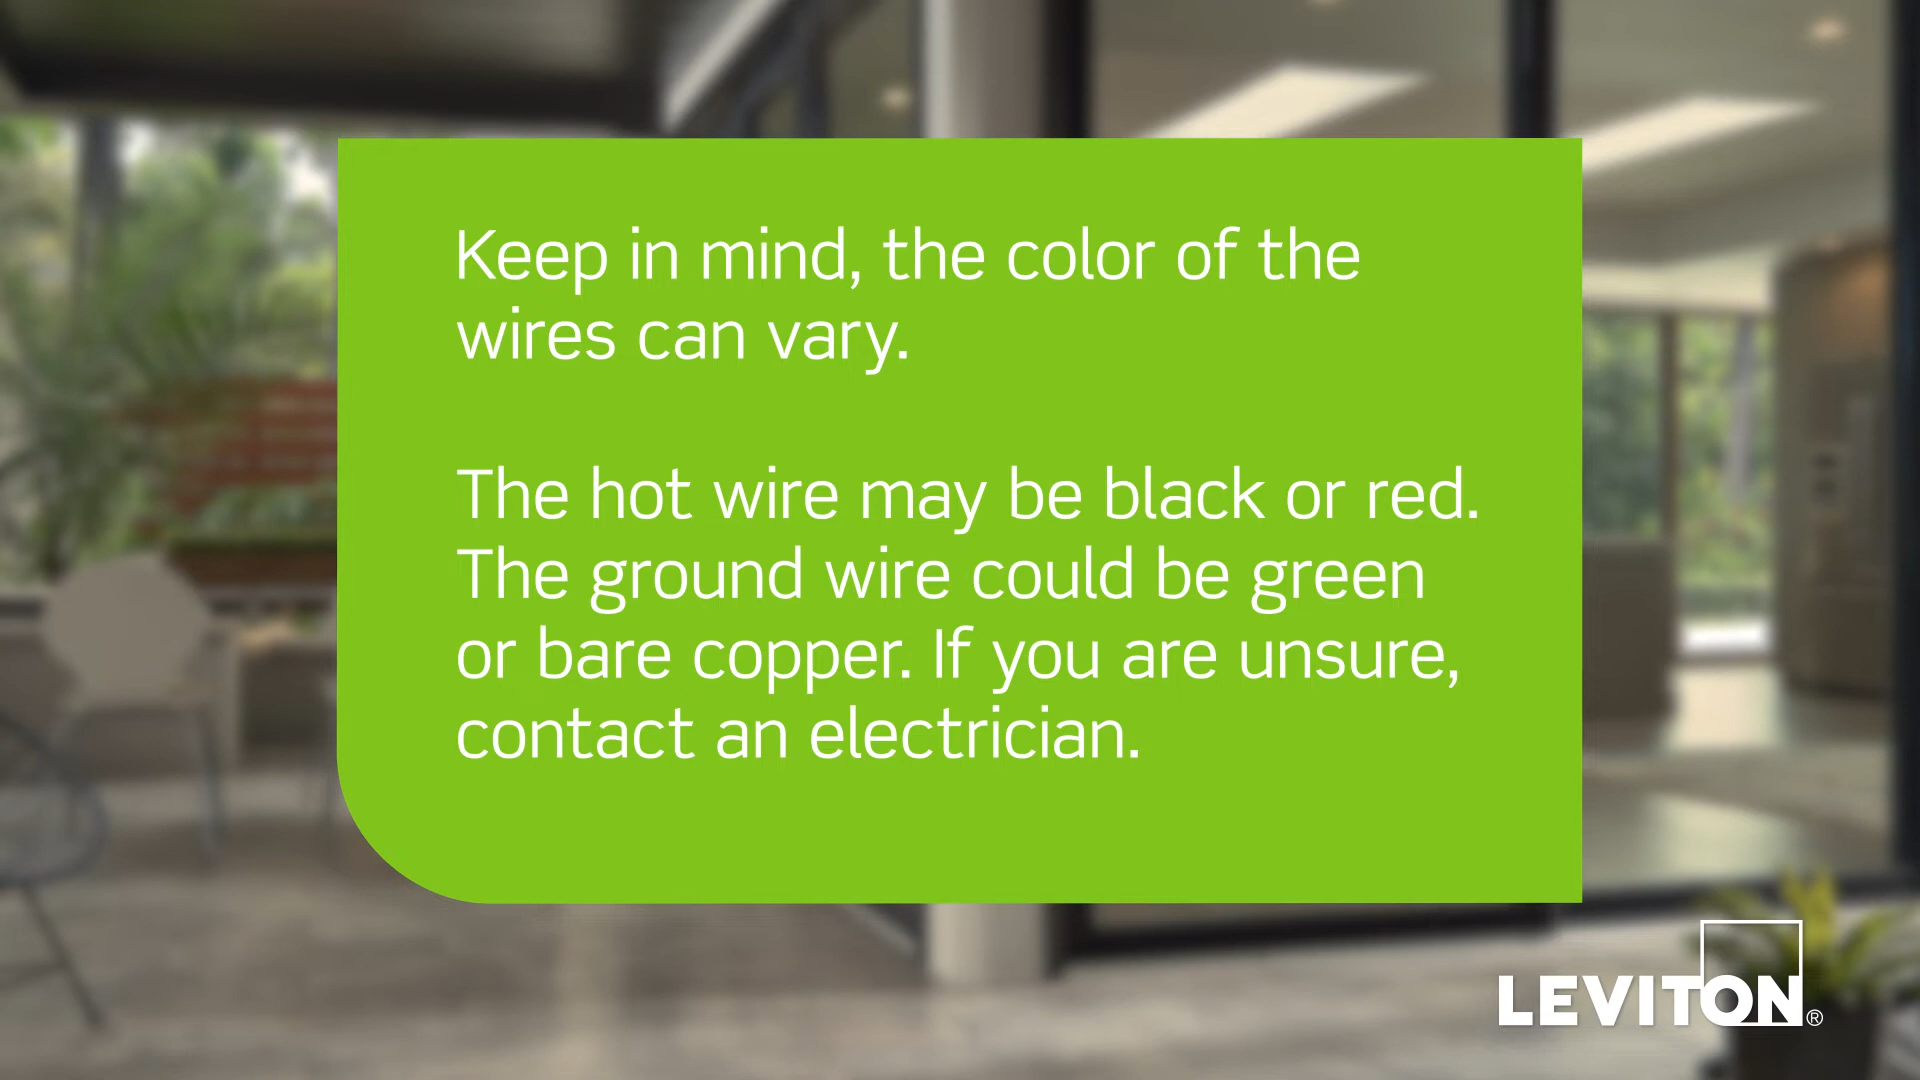 Keep in mind, the color of the
wires can vary.
The hot wire may be black or red.
The ground wire could be green
or bare copper. If you are unsure,
contact an electrician.
LEVITON®